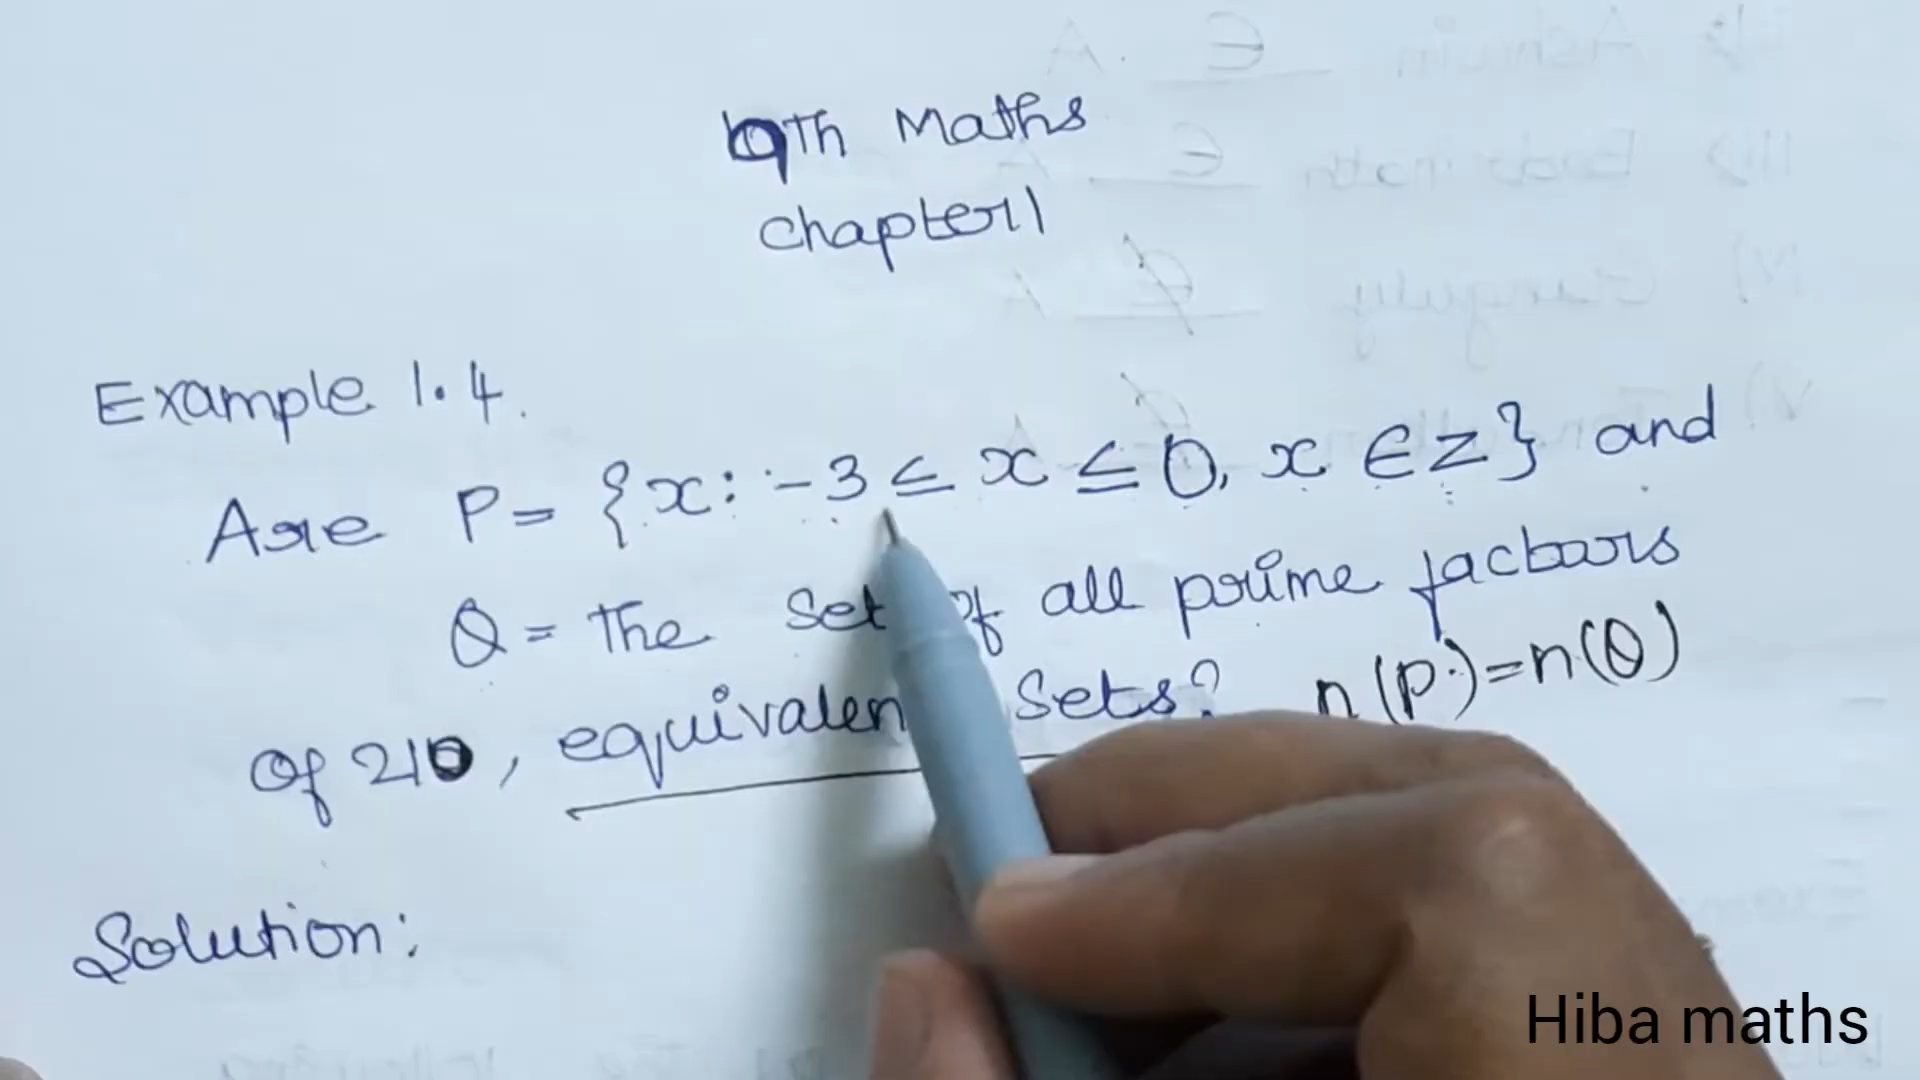 9Th Maths
chapter 1
Example 1.4.
Are P = {x: -3 ≤ x ≤ 0, x ∈ Z} and
Q = The Set of all prime factors
of 210, equivalent Sets? n(P) = n(Q)
Solution:
Hiba maths